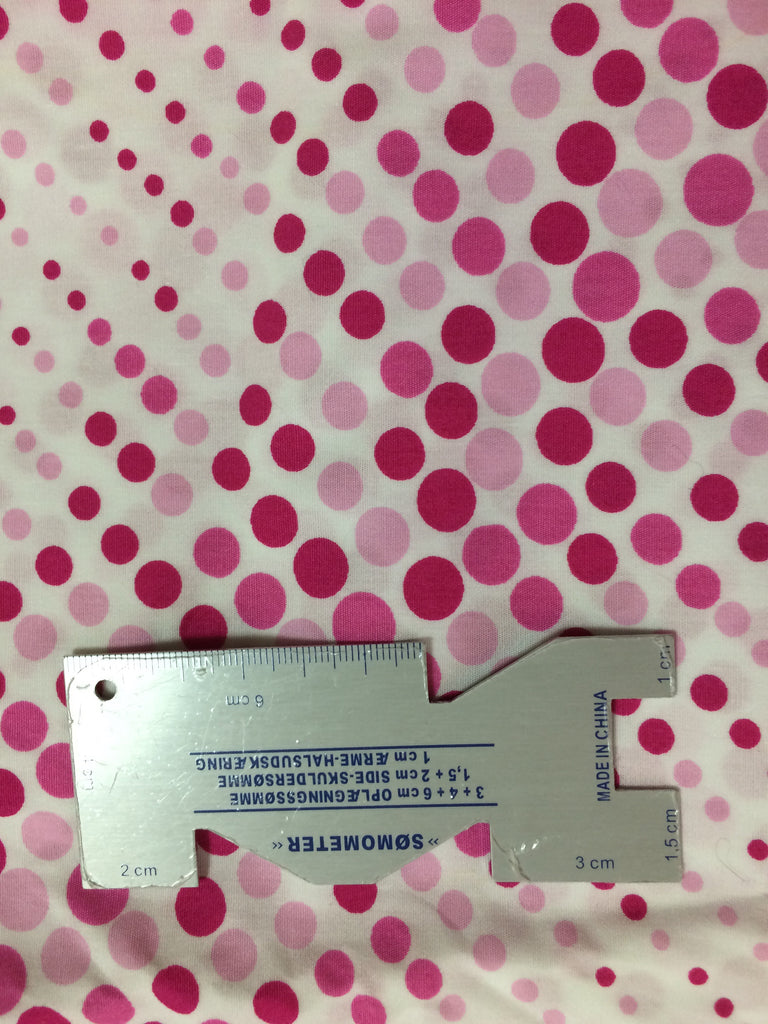 6 cm
1 cm
1 cm ÆRME-HALSUDSKÆRING
1,5 + 2 cm SIDE-SKULDERSØMME
3 + 4 + 6 cm OPLÆGNINGSSØMME
»SØMOMETER«
MADE IN CHINA
2 cm
3 cm
1,5 cm